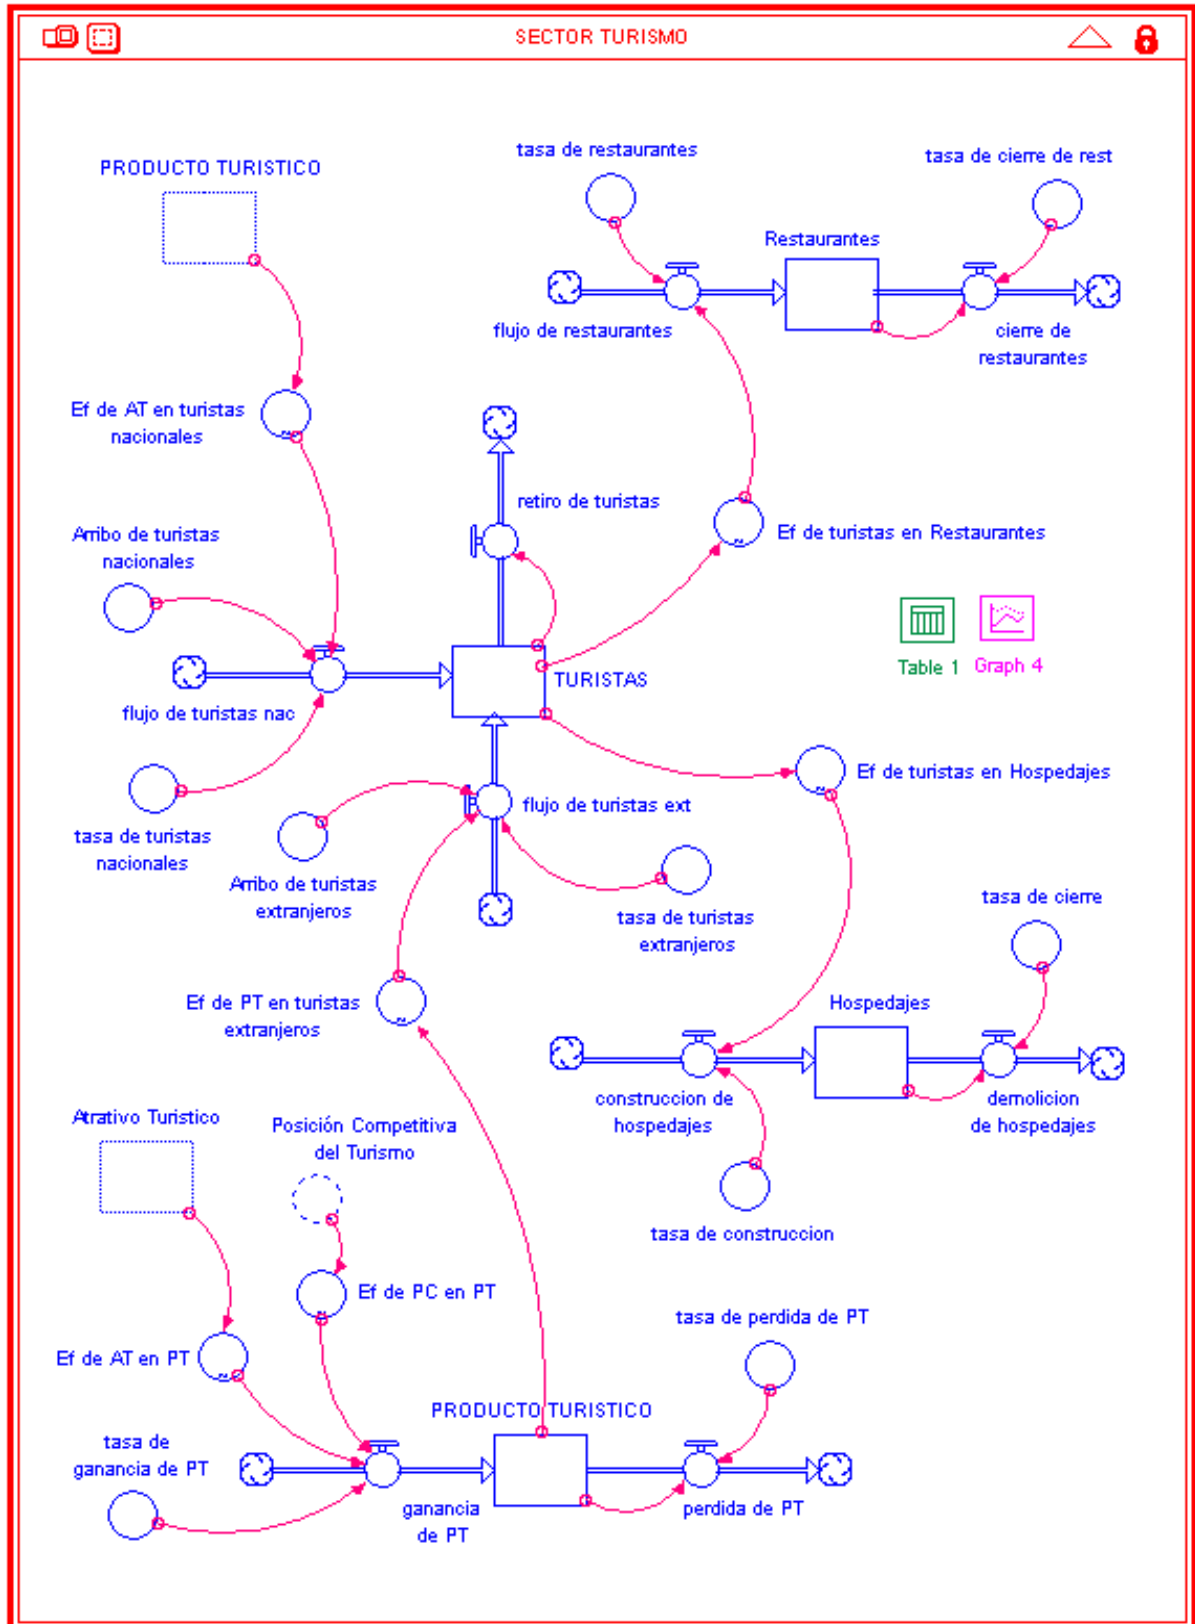 SECTOR TURISMO
tasa de restaurantes
tasa de cierre de rest
PRODUCTO TURISTICO
Restaurantes
flujo de restaurantes
cierre de
restaurantes
Ef de AT en turistas
nacionales
retiro de turistas
Ef de turistas en Restaurantes
Arribo de turistas
nacionales
Table 1
Graph 4
TURISTAS
flujo de turistas nac
Ef de turistas en Hospedajes
flujo de turistas ext
tasa de turistas
nacionales
Arribo de turistas
extranjeros
tasa de turistas
extranjeros
tasa de cierre
Ef de PT en turistas
extranjeros
Hospedajes
construccion de
hospedajes
demolicion
de hospedajes
Atrativo Turistico
Posición Competitiva
del Turismo
tasa de construccion
Ef de PC en PT
tasa de perdida de PT
Ef de AT en PT
PRODUCTO TURISTICO
tasa de
ganancia de PT
ganancia
de PT
perdida de PT